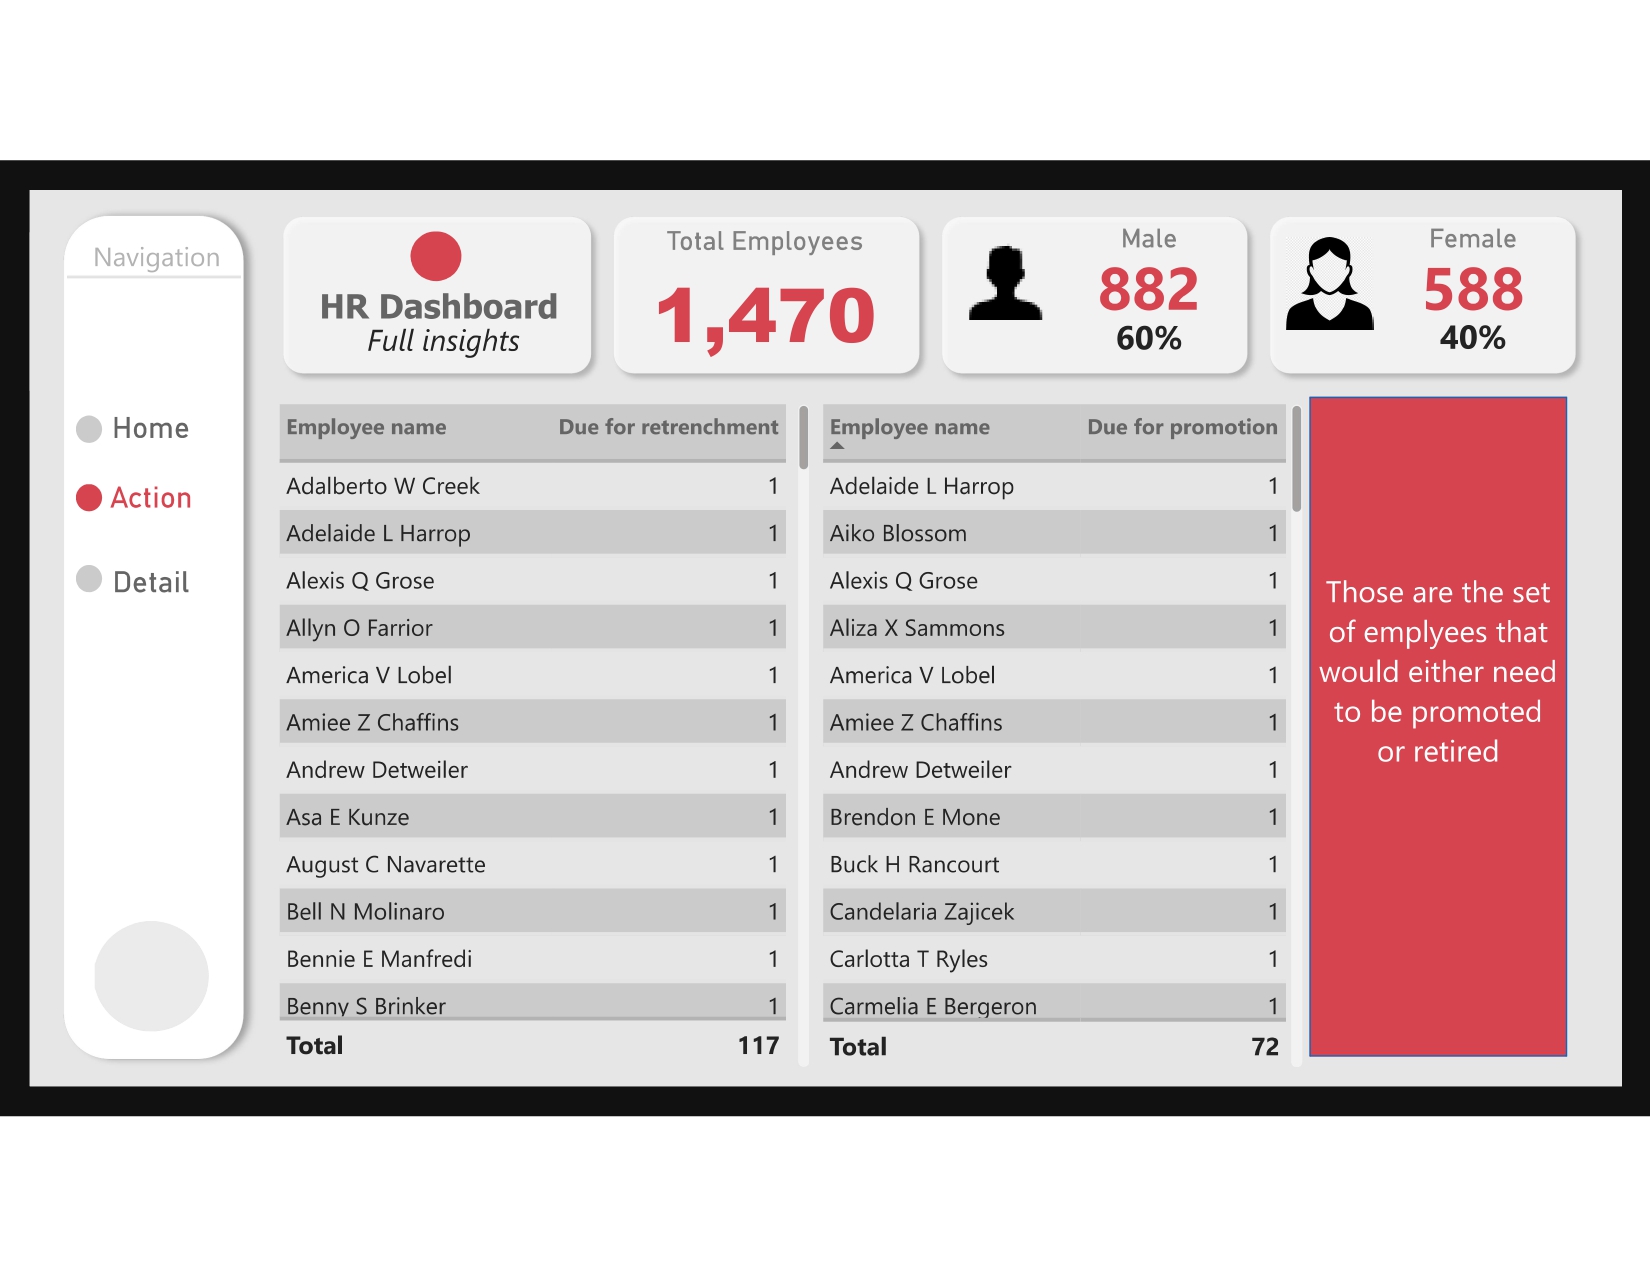 Navigation
Home
Action
Detail
HR Dashboard
Full insights
Total Employees
1,470
Male
882
60%
Female
588
40%
Employee name Due for retrenchment
Adalberto W Creek 1
Adelaide L Harrop 1
Alexis Q Grose 1
Allyn O Farrior 1
America V Lobel 1
Amiee Z Chaffins 1
Andrew Detweiler 1
Asa E Kunze 1
August C Navarette 1
Bell N Molinaro 1
Bennie E Manfredi 1
Benny S Brinker 1
Total 117
Employee name Due for promotion
Adelaide L Harrop 1
Aiko Blossom 1
Alexis Q Grose 1
Aliza X Sammons 1
America V Lobel 1
Amiee Z Chaffins 1
Andrew Detweiler 1
Brendon E Mone 1
Buck H Rancourt 1
Candelaria Zajicek 1
Carlotta T Ryles 1
Carmelia E Bergeron 1
Total 72
Those are the set
of emplyees that
would either need
to be promoted
or retired